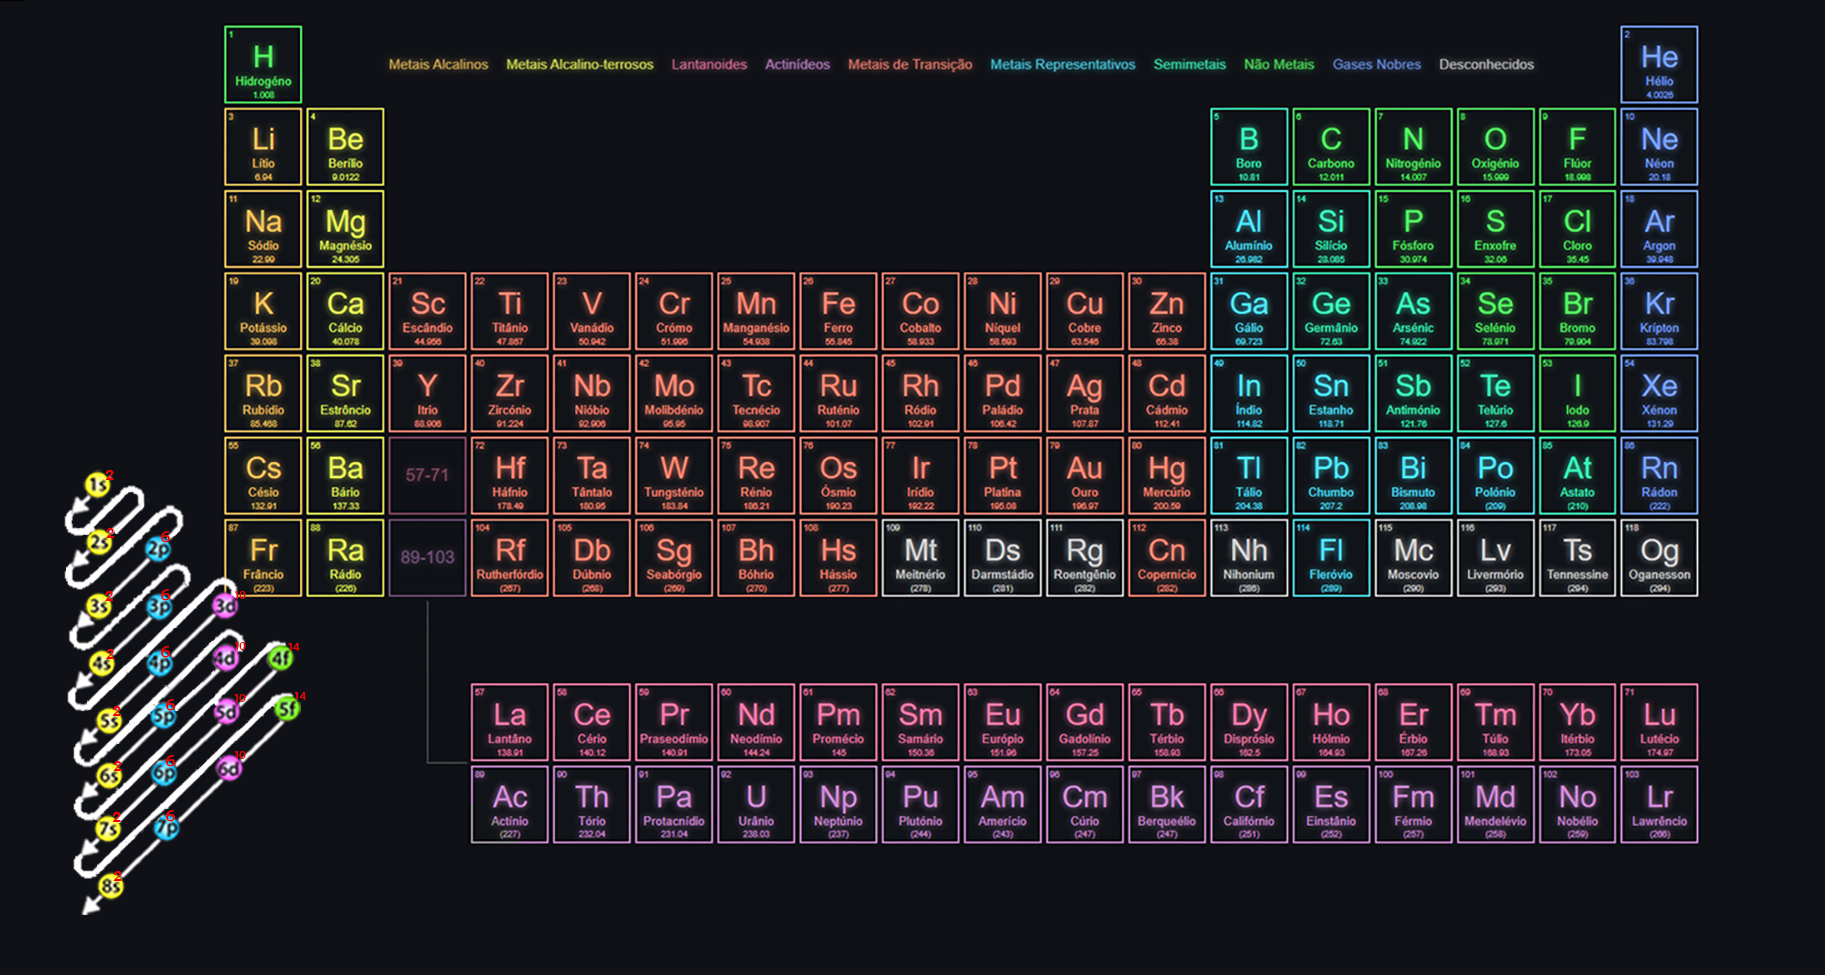 1 H Hidrogéno 1.008
Metais Alcalinos Metais Alcalino-terrosos Lantanoides Actinídeos Metais de Transição Metais Representativos Semimetais Não Metais Gases Nobres Desconhecidos
2 He Hélio 4.0026
3 Li Lítio 6.94
4 Be Berílio 9.0122
5 B Boro 10.81
6 C Carbono 12.011
7 N Nitrogénio 14.007
8 O Oxigénio 15.999
9 F Flúor 18.998
10 Ne Néon 20.18
11 Na Sódio 22.99
12 Mg Magnésio 24.305
13 Al Alumínio 26.982
14 Si Silício 28.085
15 P Fósforo 30.974
16 S Enxofre 32.06
17 Cl Cloro 35.45
18 Ar Argon 39.948
19 K Potássio 39.098
20 Ca Cálcio 40.078
21 Sc Escândio 44.956
22 Ti Titânio 47.867
23 V Vanádio 50.942
24 Cr Crómo 51.996
25 Mn Manganésio 54.938
26 Fe Ferro 55.845
27 Co Cobalto 58.933
28 Ni Níquel 58.693
29 Cu Cobre 63.546
30 Zn Zinco 65.38
31 Ga Gálio 69.723
32 Ge Germânio 72.63
33 As Arsénic 74.922
34 Se Selénio 78.971
35 Br Bromo 79.904
36 Kr Krípton 83.798
37 Rb Rubídio 85.468
38 Sr Estrôncio 87.62
39 Y Itrio 88.906
40 Zr Zircónio 91.224
41 Nb Nióbio 92.906
42 Mo Molibdénio 95.95
43 Tc Tecnécio 98.907
44 Ru Ruténio 101.07
45 Rh Ródio 102.91
46 Pd Paládio 106.42
47 Ag Prata 107.87
48 Cd Cádmio 112.41
49 In Índio 114.82
50 Sn Estanho 118.71
51 Sb Antimónio 121.76
52 Te Telúrio 127.6
53 I Iodo 126.9
54 Xe Xénon 131.29
55 Cs Césio 132.91
56 Ba Bário 137.33
57-71
72 Hf Háfnio 178.49
73 Ta Tântalo 180.95
74 W Tungsténio 183.84
75 Re Rénio 186.21
76 Os Ósmio 190.23
77 Ir Irídio 192.22
78 Pt Platina 195.08
79 Au Ouro 196.97
80 Hg Mercúrio 200.59
81 Tl Tálio 204.38
82 Pb Chumbo 207.2
83 Bi Bismuto 208.98
84 Po Polónio (209)
85 At Astato (210)
86 Rn Rádon (222)
87 Fr Frâncio (223)
88 Ra Rádio (226)
89-103
104 Rf Rutherfórdio (267)
105 Db Dúbnio (268)
106 Sg Seabórgio (269)
107 Bh Bóhrio (270)
108 Hs Hássio (277)
109 Mt Meitnério (278)
110 Ds Darmstádio (281)
111 Rg Roentgênio (282)
112 Cn Copernício (282)
113 Nh Nihonium (286)
114 Fl Fleróvio (289)
115 Mc Moscovio (290)
116 Lv Livermório (293)
117 Ts Tennessine (294)
118 Og Oganesson (294)
57 La Lantâno 138.91
58 Ce Cério 140.12
59 Pr Praseodímio 140.91
60 Nd Neodímio 144.24
61 Pm Promécio 145
62 Sm Samário 150.36
63 Eu Európio 151.96
64 Gd Gadolínio 157.25
65 Tb Térbio 158.93
66 Dy Disprósio 162.5
67 Ho Hólmio 164.93
68 Er Érbio 167.26
69 Tm Túlio 168.93
70 Yb Itérbio 173.05
71 Lu Lutécio 174.97
89 Ac Actínio (227)
90 Th Tório 232.04
91 Pa Protacnídio 231.04
92 U Urânio 238.03
93 Np Neptúnio (237)
94 Pu Plutónio (244)
95 Am Amerício (243)
96 Cm Cúrio (247)
97 Bk Berquélio (247)
98 Cf Califórnio (251)
99 Es Einstânio (252)
100 Fm Férmio (257)
101 Md Mendelévio (258)
102 No Nobélio (259)
103 Lr Lawrêncio (266)
1s 2
2s 2 2p 6
3s 2 3p 6 3d 10
4s 2 4p 6 4d 10 4f 14
5s 2 5p 6 5d 10 5f 14
6s 2 6p 6 6d 10
7s 2 7p 6
8s 2